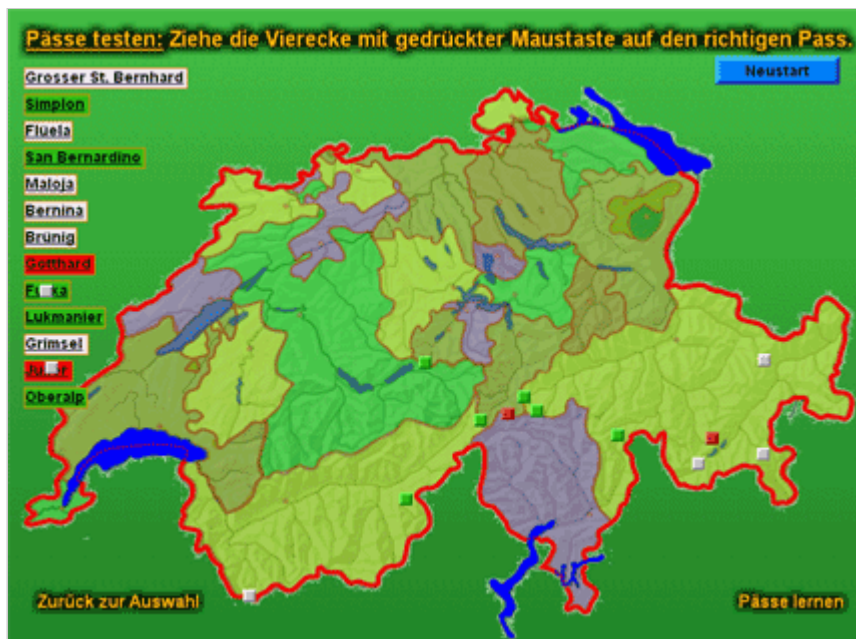 Pässe testen: Ziehe die Vierecke mit gedrückter Maustaste auf den richtigen Pass.
Neustart
Grosser St. Bernhard
Simplon
Flüela
San Bernardino
Maloja
Bernina
Brünig
Gotthard
Lukmanier
Grimsel
Oberalp
Zurück zur Auswahl
Pässe lernen